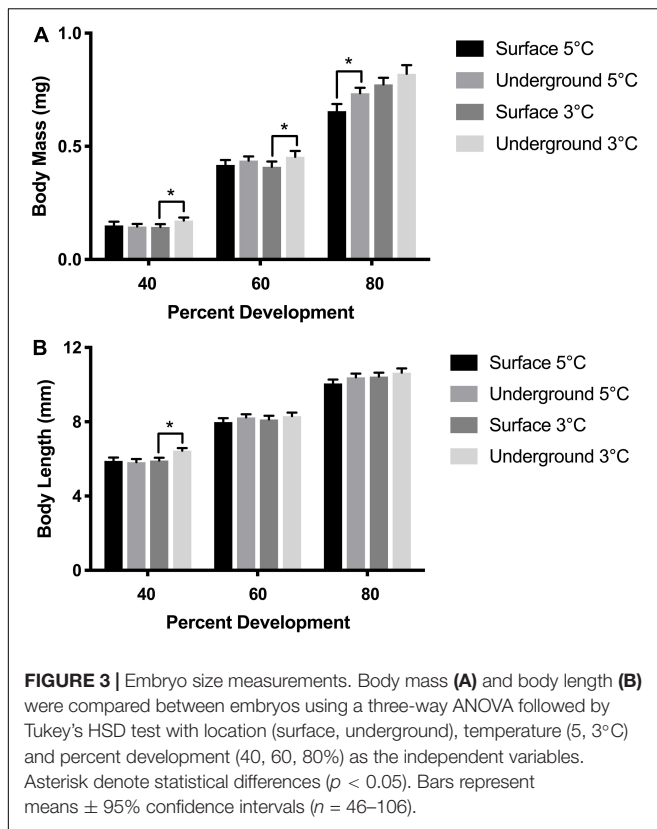 A
1.0
0.5
0.0
Body Mass (mg)
*
*
*
40
60
80
Percent Development
Surface 5°C
Underground 5°C
Surface 3°C
Underground 3°C
B
12
8
4
0
Body Length (mm)
*
40
60
80
Percent Development
Surface 5°C
Underground 5°C
Surface 3°C
Underground 3°C
FIGURE 3 | Embryo size measurements. Body mass (A) and body length (B)
were compared between embryos using a three-way ANOVA followed by
Tukey's HSD test with location (surface, underground), temperature (5, 3°C)
and percent development (40, 60, 80%) as the independent variables.
Asterisk denote statistical differences (p < 0.05). Bars represent
means ± 95% confidence intervals (n = 46–106).